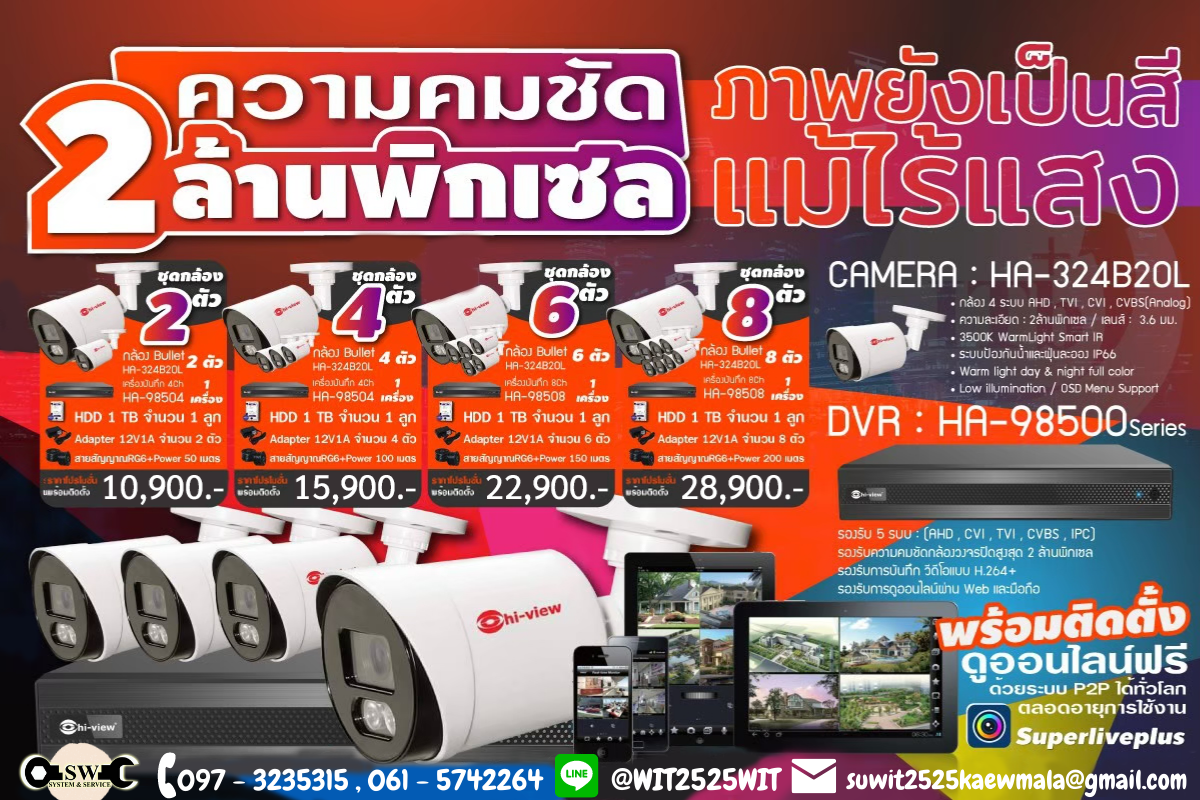 2 ความคมชัด
ล้านพิกเซล
ภาพยังเป็นสี
แม้ไร้แสง
ชุดกล้อง
2 ตัว
hi-view
กล้อง Bullet 2 ตัว
HA-324B20L
เครื่องบันทึก 4Ch 1
HA-98504 เครื่อง
HDD 1 TB จำนวน 1 ลูก
Adapter 12V1A จำนวน 2 ตัว
สายสัญญาณRG6+Power 50 เมตร
ราคาโปรโมชั่น
พร้อมติดตั้ง 10,900.-
ชุดกล้อง
4 ตัว
hi-view
กล้อง Bullet 4 ตัว
HA-324B20L
เครื่องบันทึก 4Ch 1
HA-98504 เครื่อง
HDD 1 TB จำนวน 1 ลูก
Adapter 12V1A จำนวน 4 ตัว
สายสัญญาณRG6+Power 100 เมตร
ราคาโปรโมชั่น
พร้อมติดตั้ง 15,900.-
ชุดกล้อง
6 ตัว
hi-view
กล้อง Bullet 6 ตัว
HA-324B20L
เครื่องบันทึก 8Ch 1
HA-98508 เครื่อง
HDD 1 TB จำนวน 1 ลูก
Adapter 12V1A จำนวน 6 ตัว
สายสัญญาณRG6+Power 150 เมตร
ราคาโปรโมชั่น
พร้อมติดตั้ง 22,900.-
ชุดกล้อง
8 ตัว
hi-view
กล้อง Bullet 8 ตัว
HA-324B20L
เครื่องบันทึก 8Ch 1
HA-98508 เครื่อง
HDD 1 TB จำนวน 1 ลูก
Adapter 12V1A จำนวน 8 ตัว
สายสัญญาณRG6+Power 200 เมตร
ราคาโปรโมชั่น
พร้อมติดตั้ง 28,900.-
CAMERA : HA-324B20L
• กล้อง 4 ระบบ AHD , TVI , CVI , CVBS(Analog)
• ความละเอียด : 2ล้านพิกเซล / เลนส์ : 3.6 มม.
• 3500K WarmLight Smart IR
• ระบบป้องกันน้ำและฝุ่นละออง IP66
• Warm light day & night full color
• Low illumination / OSD Menu Support
DVR : HA-98500 Series
hi-view
รองรับ 5 ระบบ : (AHD , CVI , TVI , CVBS , IPC)
รองรับความคมชัดกล้องวงจรปิดสูงสุด 2 ล้านพิกเซล
รองรับการบันทึก วีดีโอแบบ H.264+
รองรับการดูออนไลน์ผ่าน Web และมือถือ
พร้อมติดตั้ง
ดูออนไลน์ฟรี
ด้วยระบบ P2P ได้ทั่วโลก
ตลอดอายุการใช้งาน
Superliveplus
hi-view
hi-view
SW
SYSTEM & SERVICE
097 - 3235315 , 061 - 5742264 LINE @WIT2525WIT suwit2525kaewmala@gmail.com